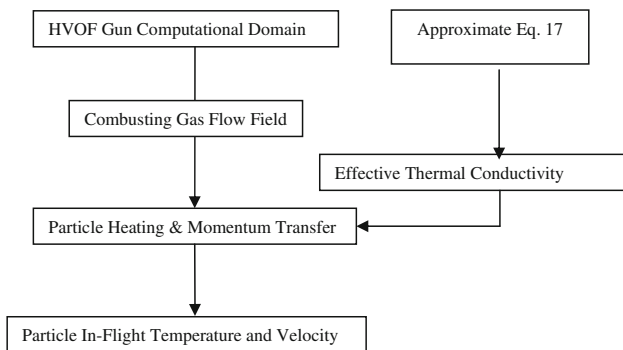 HVOF Gun Computational Domain
Approximate Eq. 17
Combusting Gas Flow Field
Effective Thermal Conductivity
Particle Heating & Momentum Transfer
Particle In-Flight Temperature and Velocity